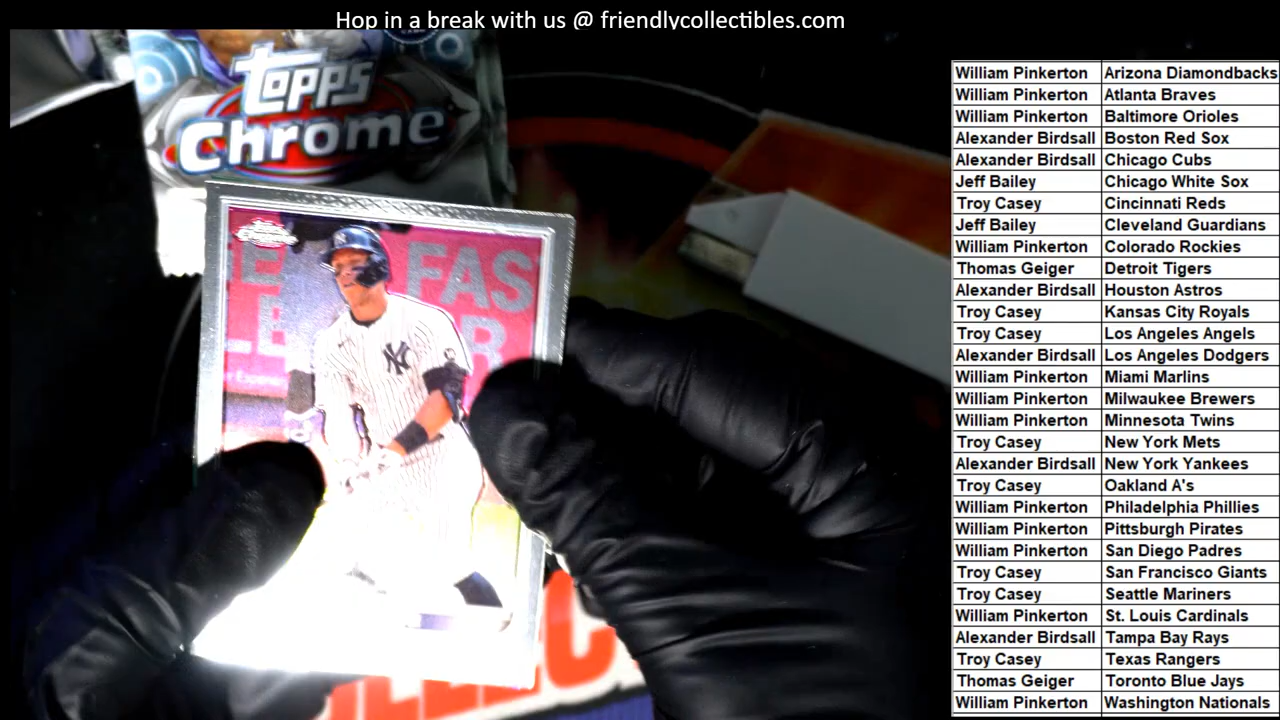 Hop in a break with us @ friendlycollectibles.com
Topps
Chrome
FAS
William Pinkerton Arizona Diamondbacks
William Pinkerton Atlanta Braves
William Pinkerton Baltimore Orioles
Alexander Birdsall Boston Red Sox
Alexander Birdsall Chicago Cubs
Jeff Bailey Chicago White Sox
Troy Casey Cincinnati Reds
Jeff Bailey Cleveland Guardians
William Pinkerton Colorado Rockies
Thomas Geiger Detroit Tigers
Alexander Birdsall Houston Astros
Troy Casey Kansas City Royals
Troy Casey Los Angeles Angels
Alexander Birdsall Los Angeles Dodgers
William Pinkerton Miami Marlins
William Pinkerton Milwaukee Brewers
William Pinkerton Minnesota Twins
Troy Casey New York Mets
Alexander Birdsall New York Yankees
Troy Casey Oakland A's
William Pinkerton Philadelphia Phillies
William Pinkerton Pittsburgh Pirates
William Pinkerton San Diego Padres
Troy Casey San Francisco Giants
Troy Casey Seattle Mariners
William Pinkerton St. Louis Cardinals
Alexander Birdsall Tampa Bay Rays
Troy Casey Texas Rangers
Thomas Geiger Toronto Blue Jays
William Pinkerton Washington Nationals